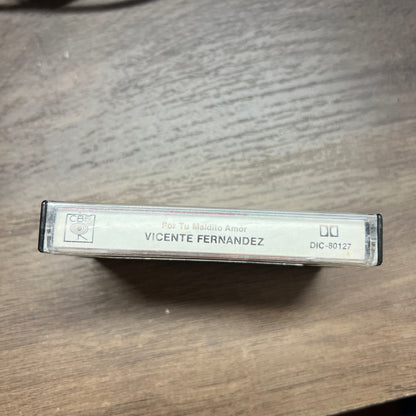 CBS
Por Tu Maldito Amor
VICENTE FERNANDEZ
DIC-80127